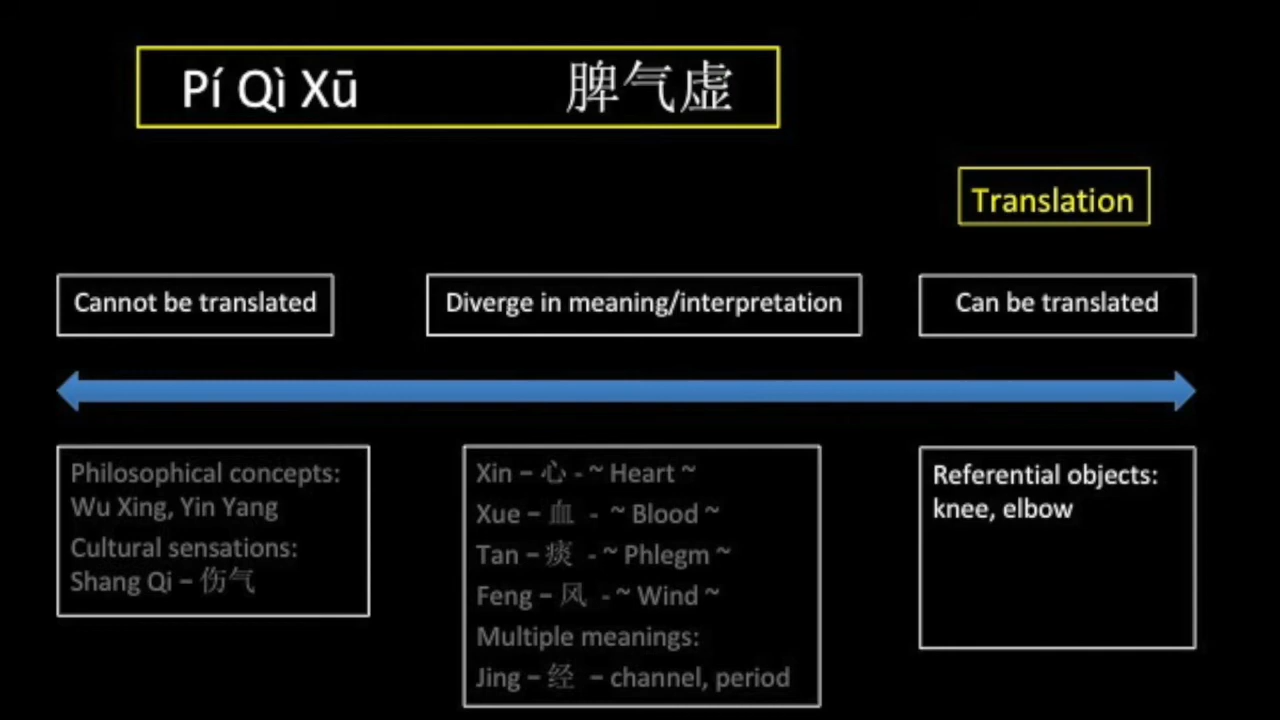 Pí Qì Xū 脾气虚
Translation
Cannot be translated
Diverge in meaning/interpretation
Can be translated
Philosophical concepts:
Wu Xing, Yin Yang
Cultural sensations:
Shang Qi – 伤气
Xin – 心 - ~ Heart ~
Xue – 血 - ~ Blood ~
Tan – 痰 - ~ Phlegm ~
Feng – 风 - ~ Wind ~
Multiple meanings:
Jing – 经 – channel, period
Referential objects:
knee, elbow